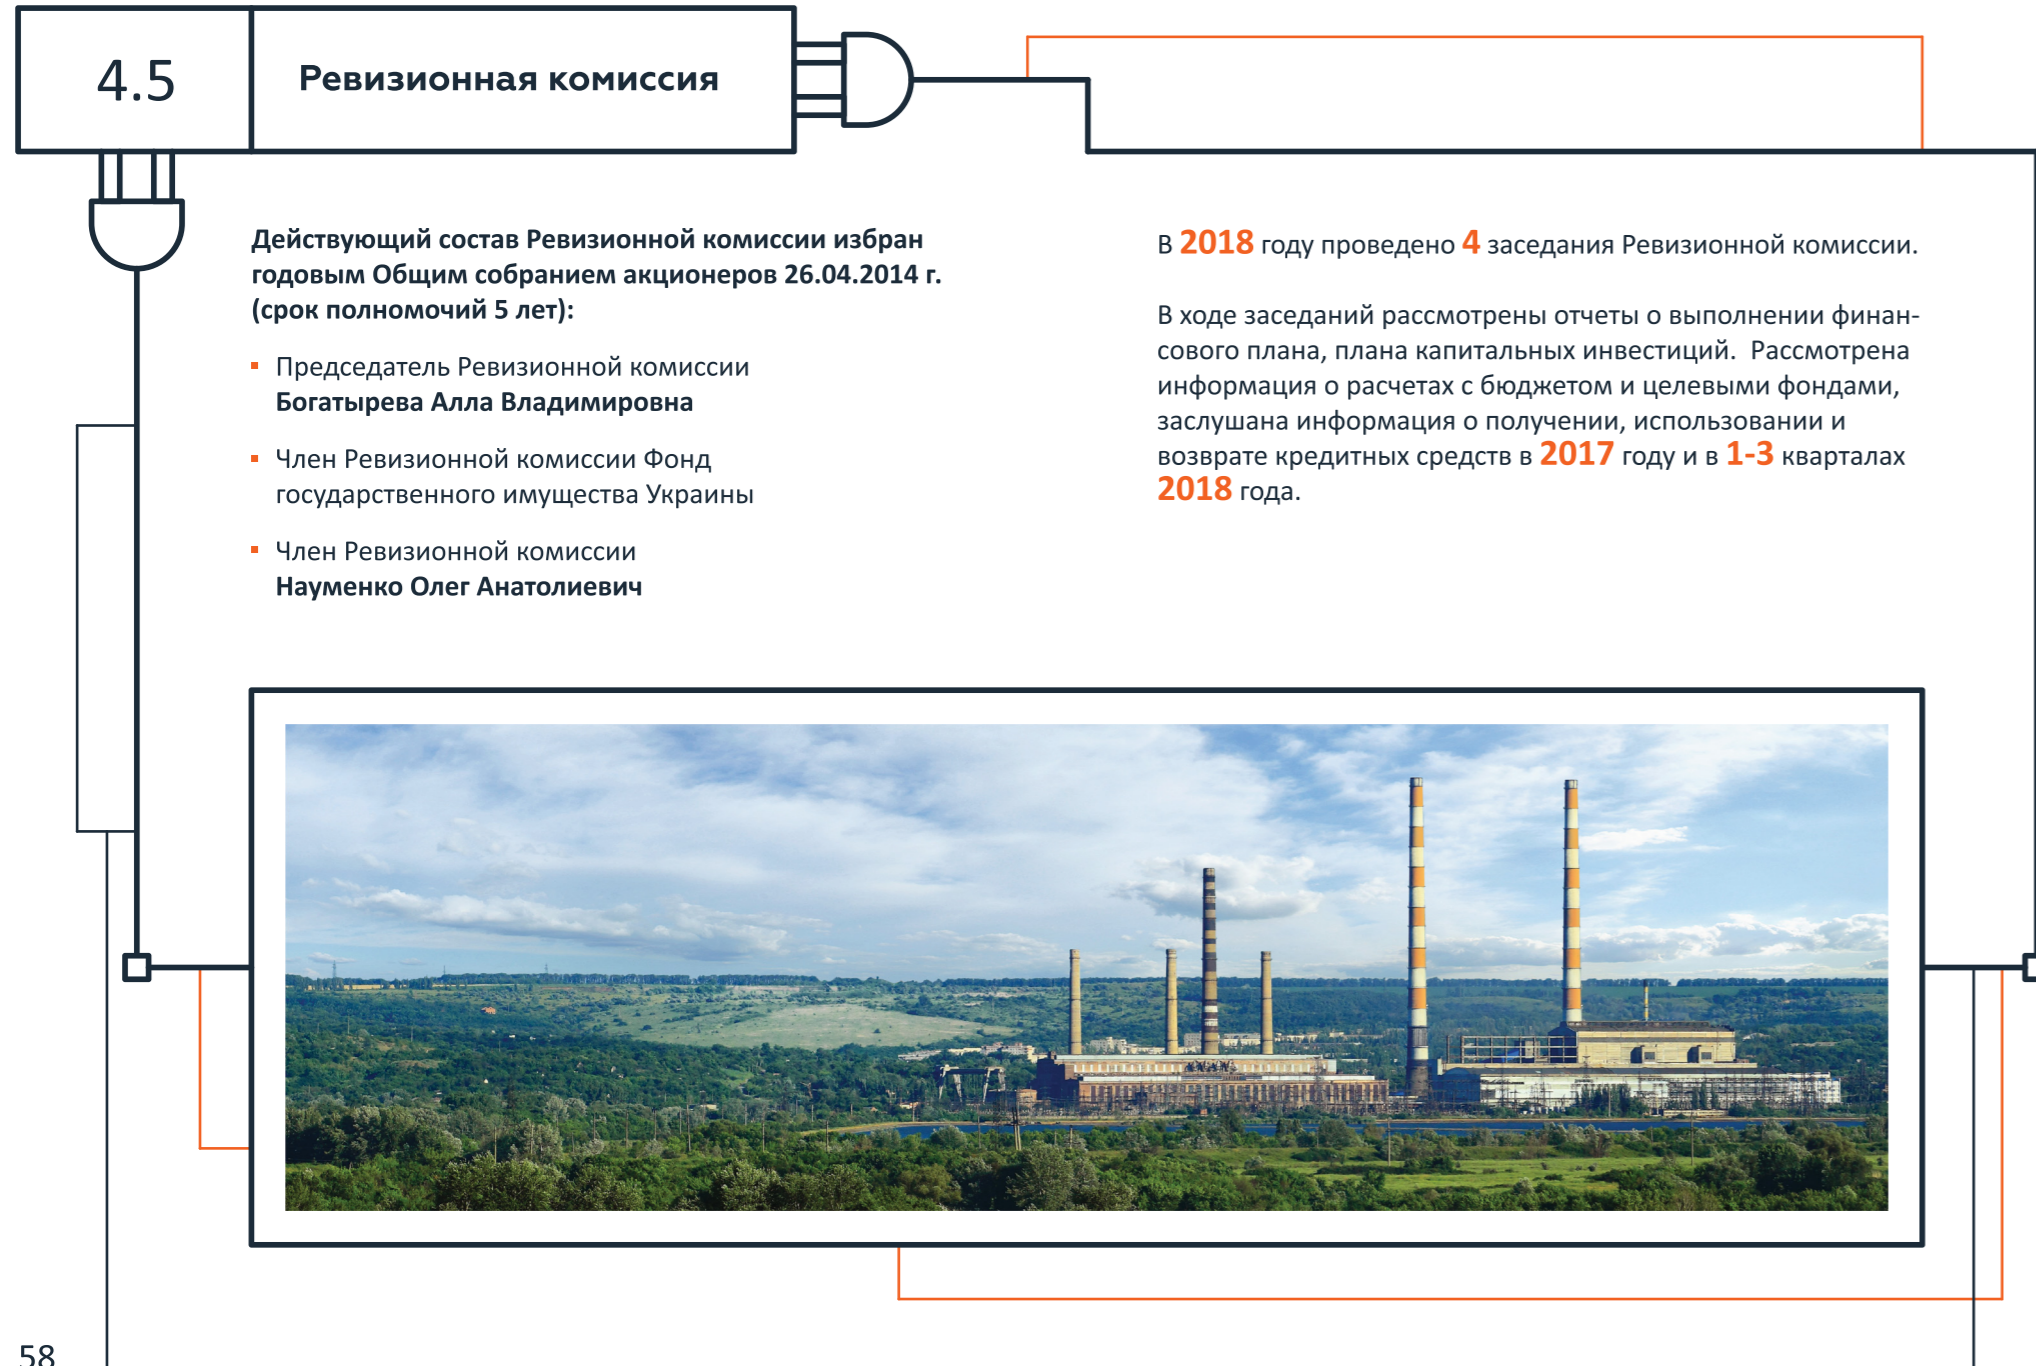 4.5
Ревизионная комиссия
Действующий состав Ревизионной комиссии избран
годовым Общим собранием акционеров 26.04.2014 г.
(срок полномочий 5 лет):
Председатель Ревизионной комиссии
Богатырева Алла Владимировна
Член Ревизионной комиссии Фонд
государственного имущества Украины
Член Ревизионной комиссии
Науменко Олег Анатолиевич
В 2018 году проведено 4 заседания Ревизионной комиссии.
В ходе заседаний рассмотрены отчеты о выполнении финан-
сового плана, плана капитальных инвестиций.  Рассмотрена
информация о расчетах с бюджетом и целевыми фондами,
заслушана информация о получении, использовании и
возврате кредитных средств в 2017 году и в 1-3 кварталах
2018 года.
58